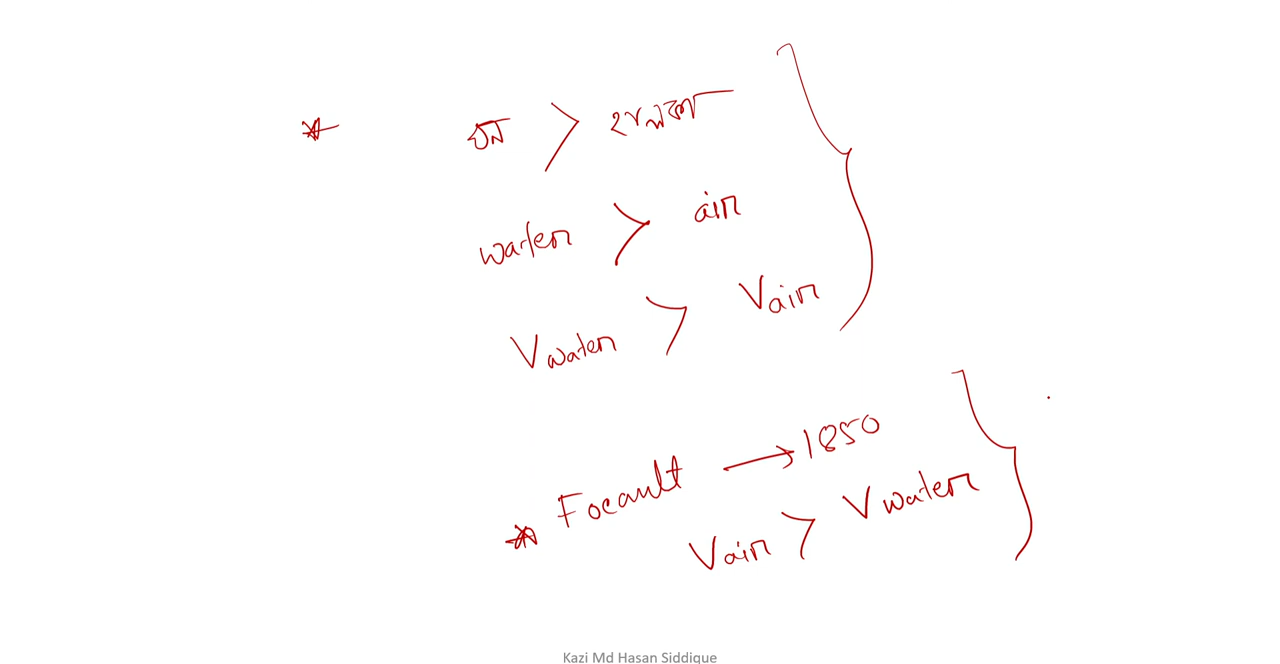 * ঘন > হালকা
water > air
Vwater > Vair
* Focault → 1850
Vair > Vwater
Kazi Md Hasan Siddique